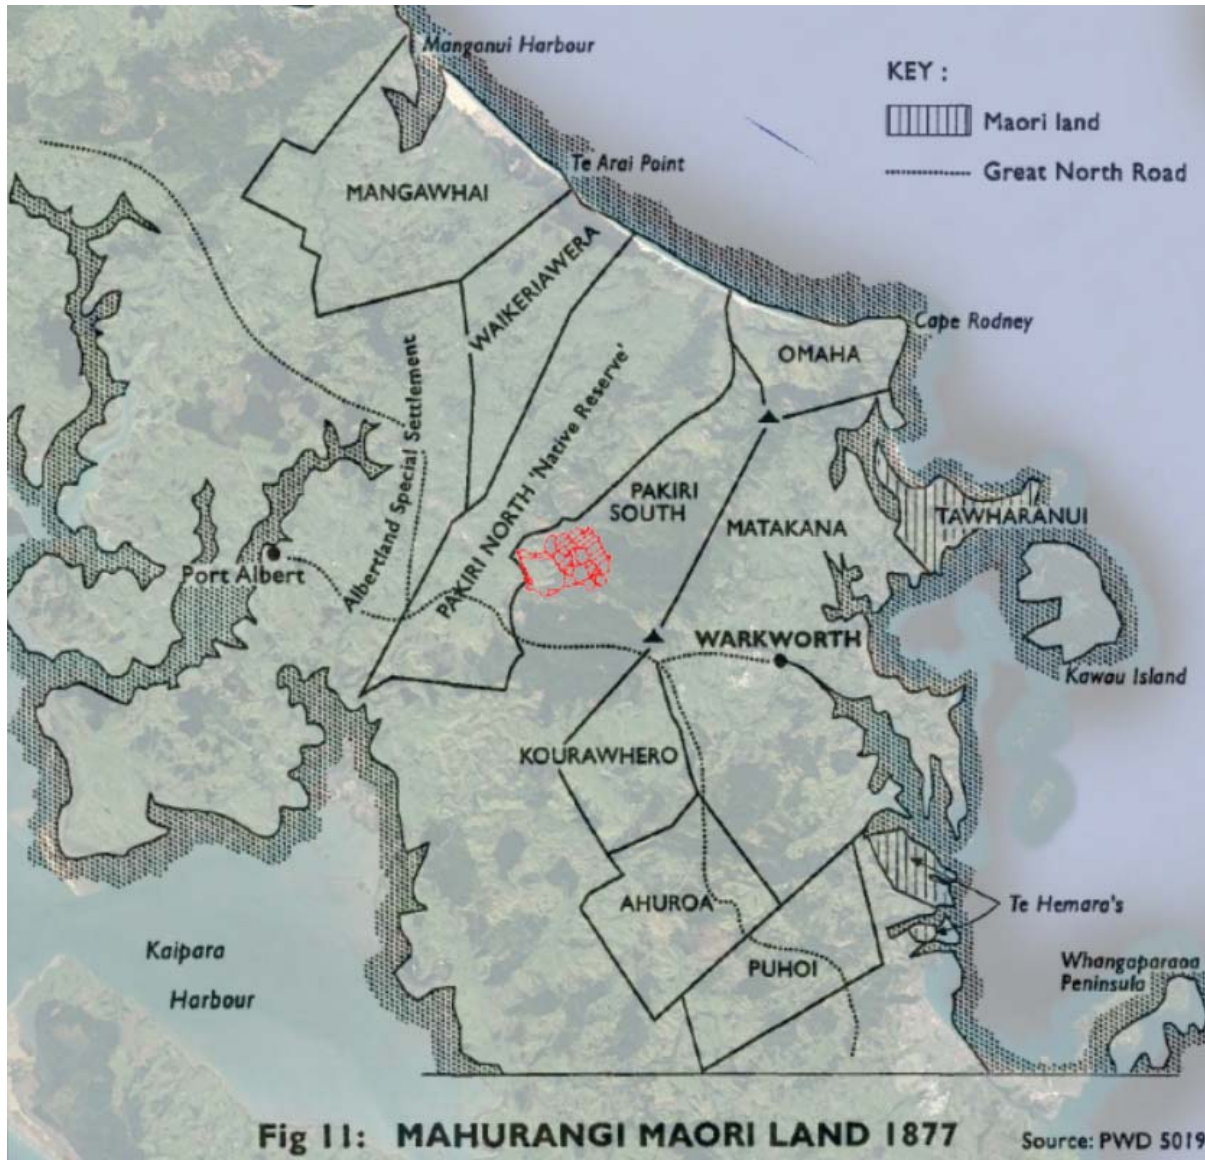 Manganui Harbour
KEY :
Maori land
Great North Road
Te Arai Point
MANGAWHAI
WAIKERIAWERA
Cape Rodney
OMAHA
Albertland Special Settlement
PAKIRI NORTH 'Native Reserve'
PAKIRI
SOUTH
MATAKANA
TAWHARANUI
Port Albert
WARKWORTH
Kawau Island
KOURAWHERO
AHUROA
Te Hemara's
Kaipara
Harbour
PUHOI
Whangaparaoa
Peninsula
Fig 11: MAHURANGI MAORI LAND 1877
Source: PWD 5019